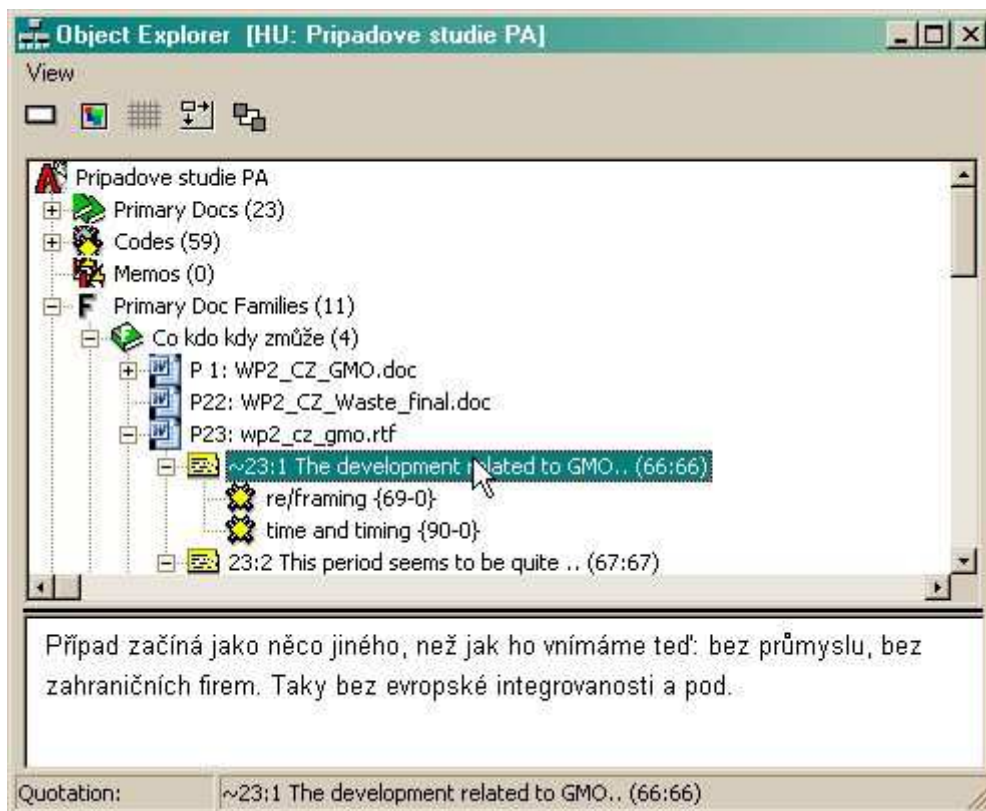 Object Explorer [HU: Pripadove studie PA]
View
Pripadove studie PA
Primary Docs (23)
Codes (59)
Memos (0)
F Primary Doc Families (11)
Co kdo kdy zmůže (4)
P 1: WP2_CZ_GMO.doc
P22: WP2_CZ_Waste_final.doc
P23: wp2_cz_gmo.rtf
~23:1 The development related to GMO.. (66:66)
re/framing {69-0}
time and timing {90-0}
23:2 This period seems to be quite .. (67:67)
Případ začíná jako něco jiného, než jak ho vnímáme teď: bez průmyslu, bez
zahraničních firem. Taky bez evropské integrovanosti a pod.
Quotation: ~23:1 The development related to GMO.. (66:66)